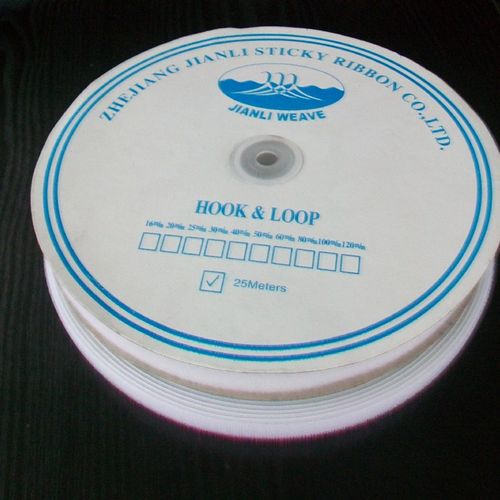 ZHEJIANG JIANLI STICKY RIBBON CO.,LTD.
JIANLI WEAVE
HOOK & LOOP
16m/m 20m/m 25m/m 30m/m 40m/m 50m/m 60m/m 80m/m 100m/m 120m/m
25Meters